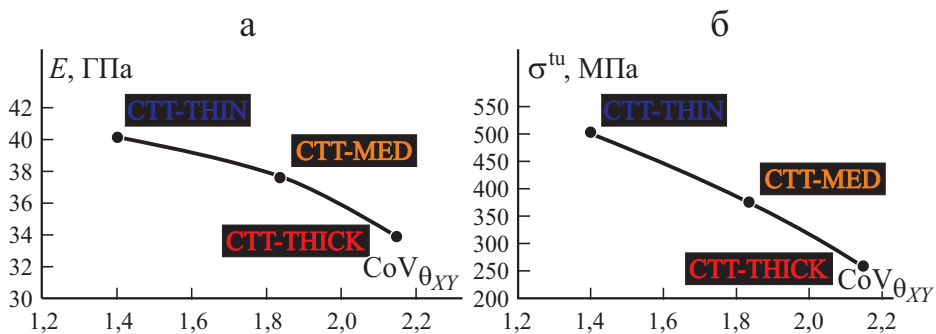 а
E, ГПа
42
40
38
36
34
32
30
CTT-THIN
CTT-MED
CTT-THICK
CoVθXY
1,2 1,4 1,6 1,8 2,0 2,2
б
σtu, МПа
550
500
450
400
350
300
250
200
CTT-THIN
CTT-MED
CTT-THICK
CoVθXY
1,2 1,4 1,6 1,8 2,0 2,2